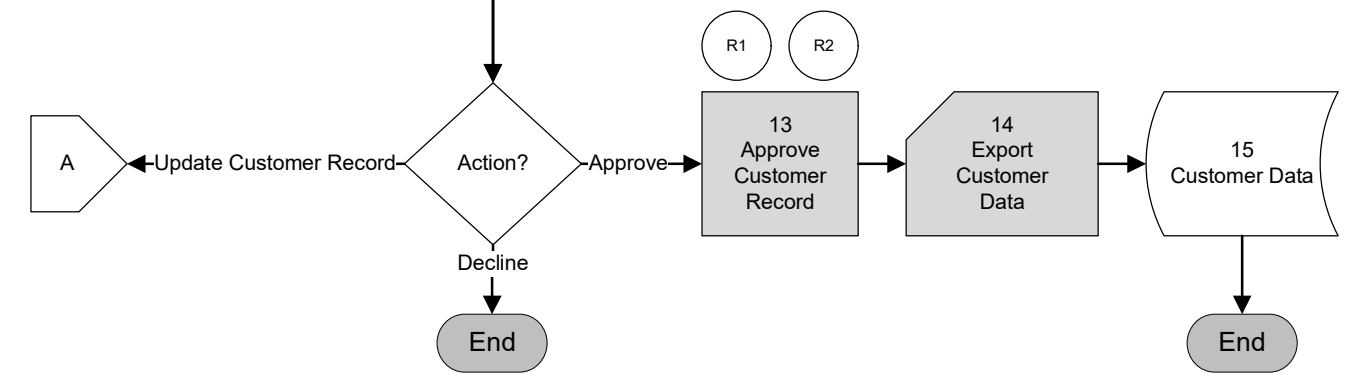 R1
R2
A
Update Customer Record
Action?
Approve
13
Approve
Customer
Record
14
Export
Customer
Data
15
Customer Data
Decline
End
End